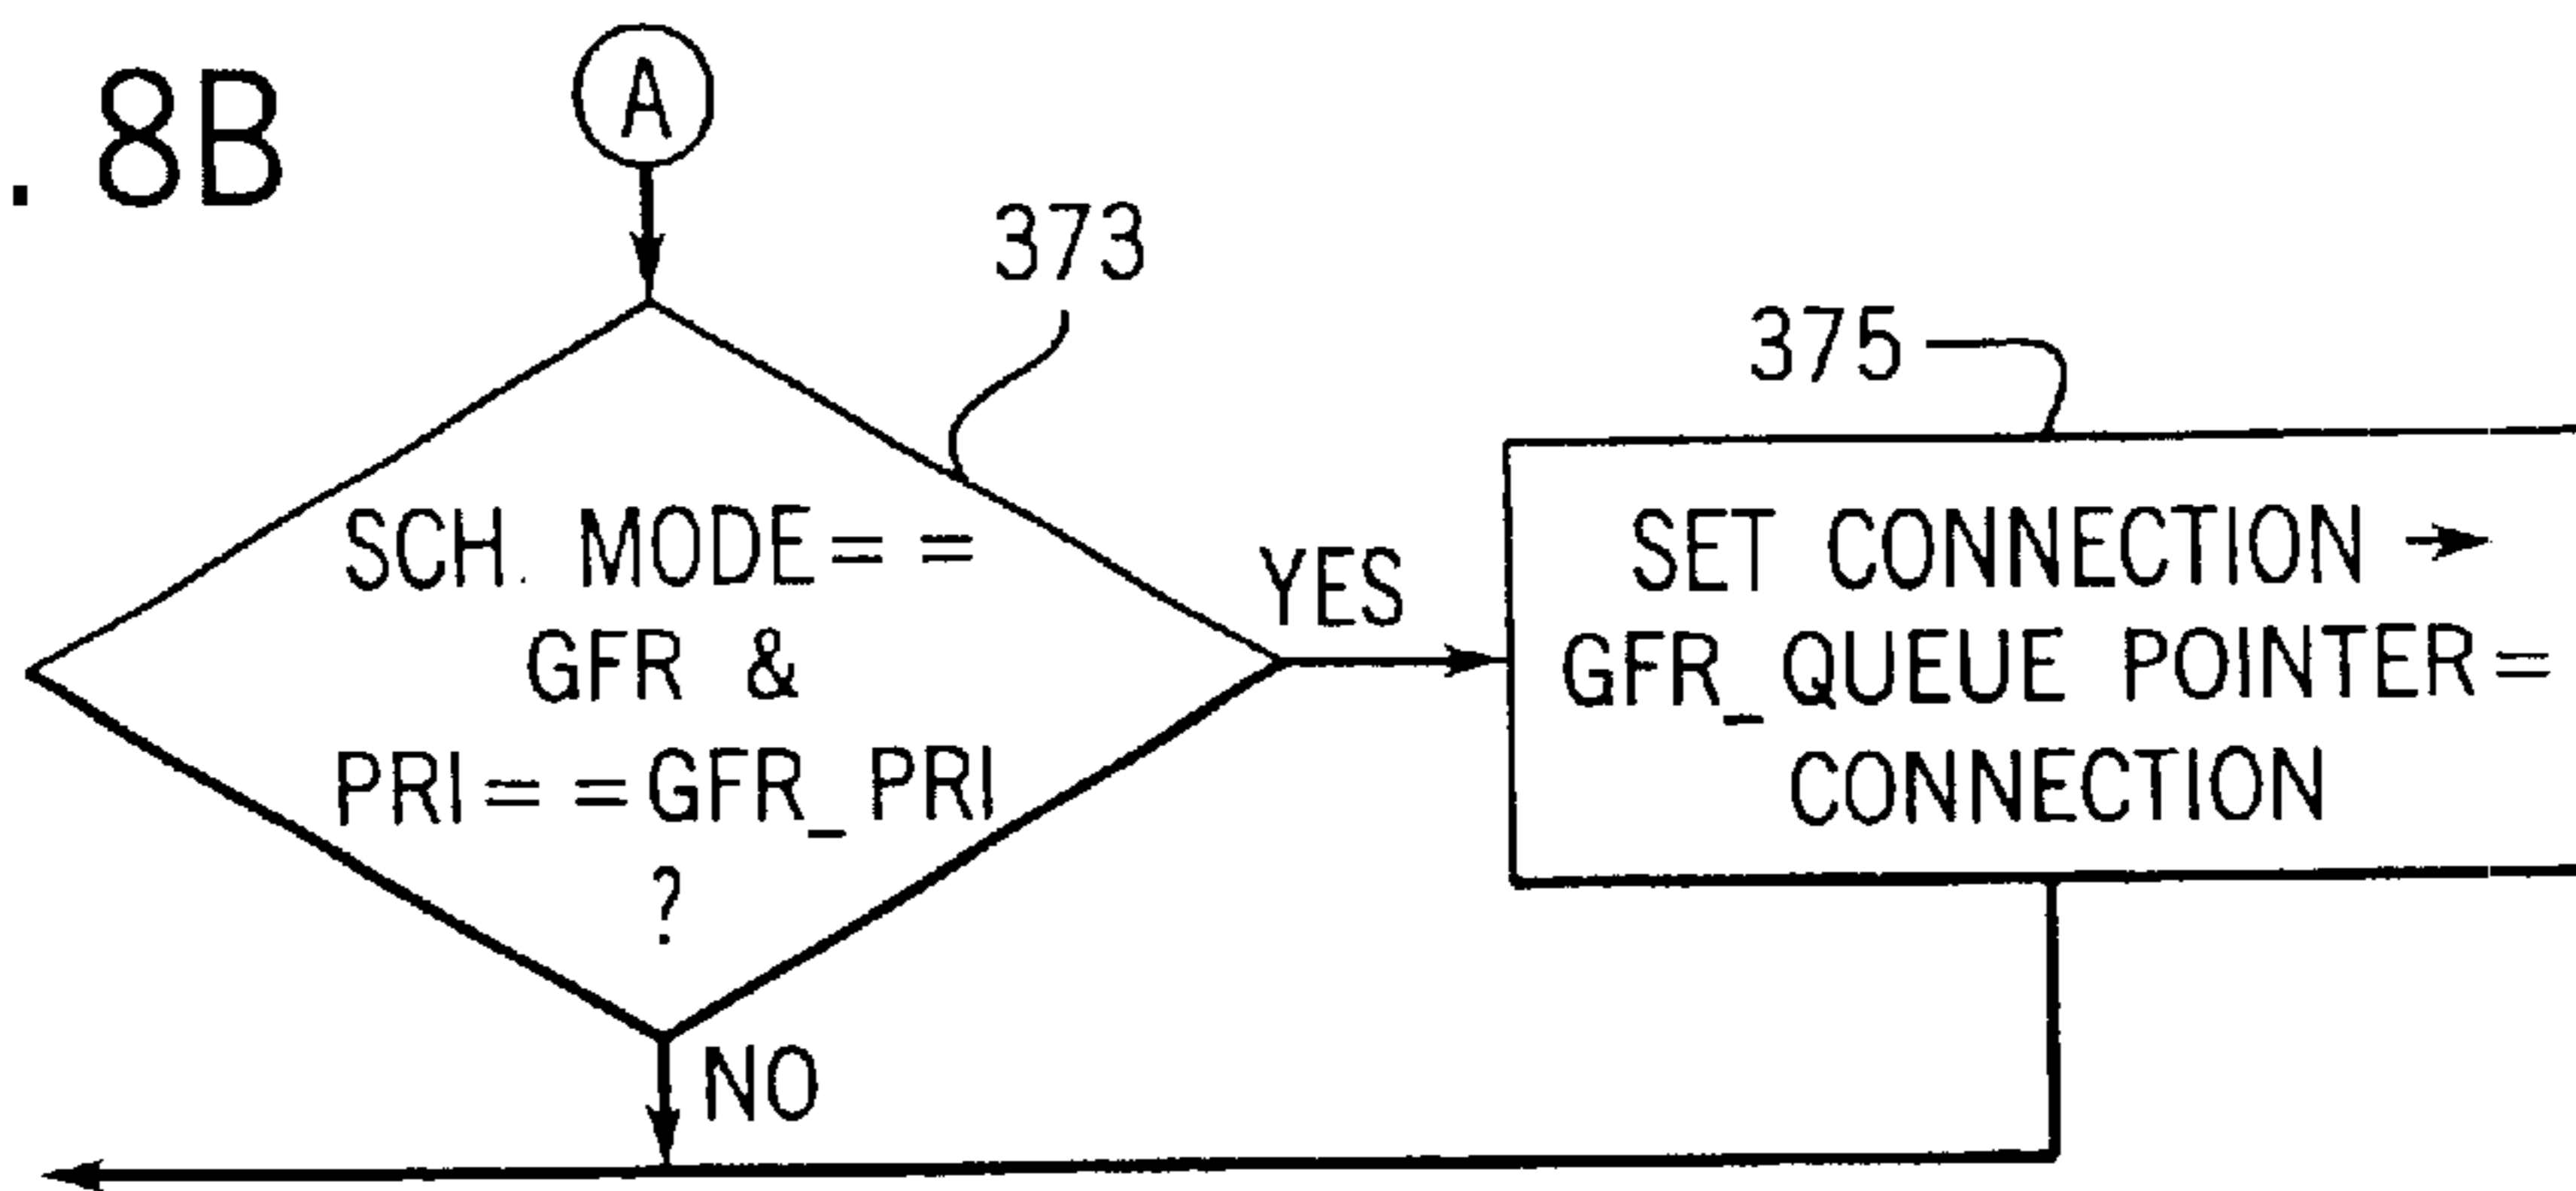 . 8B
A
373
375
SCH. MODE==
GFR &
PRI==GFR_PRI
?
YES
SET CONNECTION →
GFR_QUEUE POINTER=
CONNECTION
NO